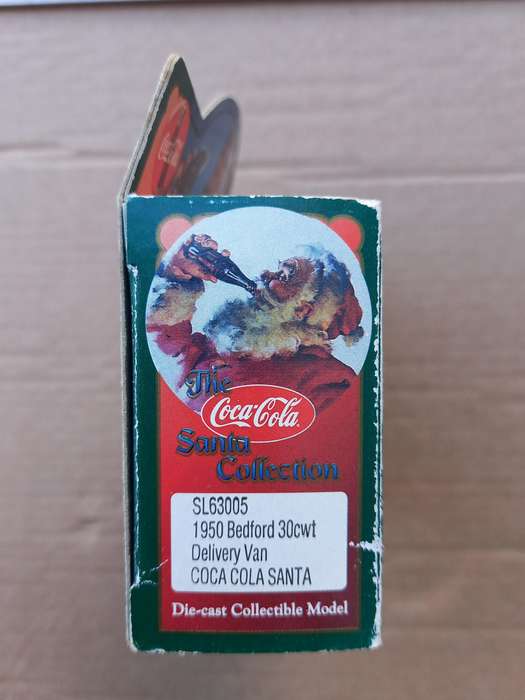 The
Coca-Cola
Santa
Collection
SL63005
1950 Bedford 30cwt
Delivery Van
COCA COLA SANTA
Die-cast Collectible Model